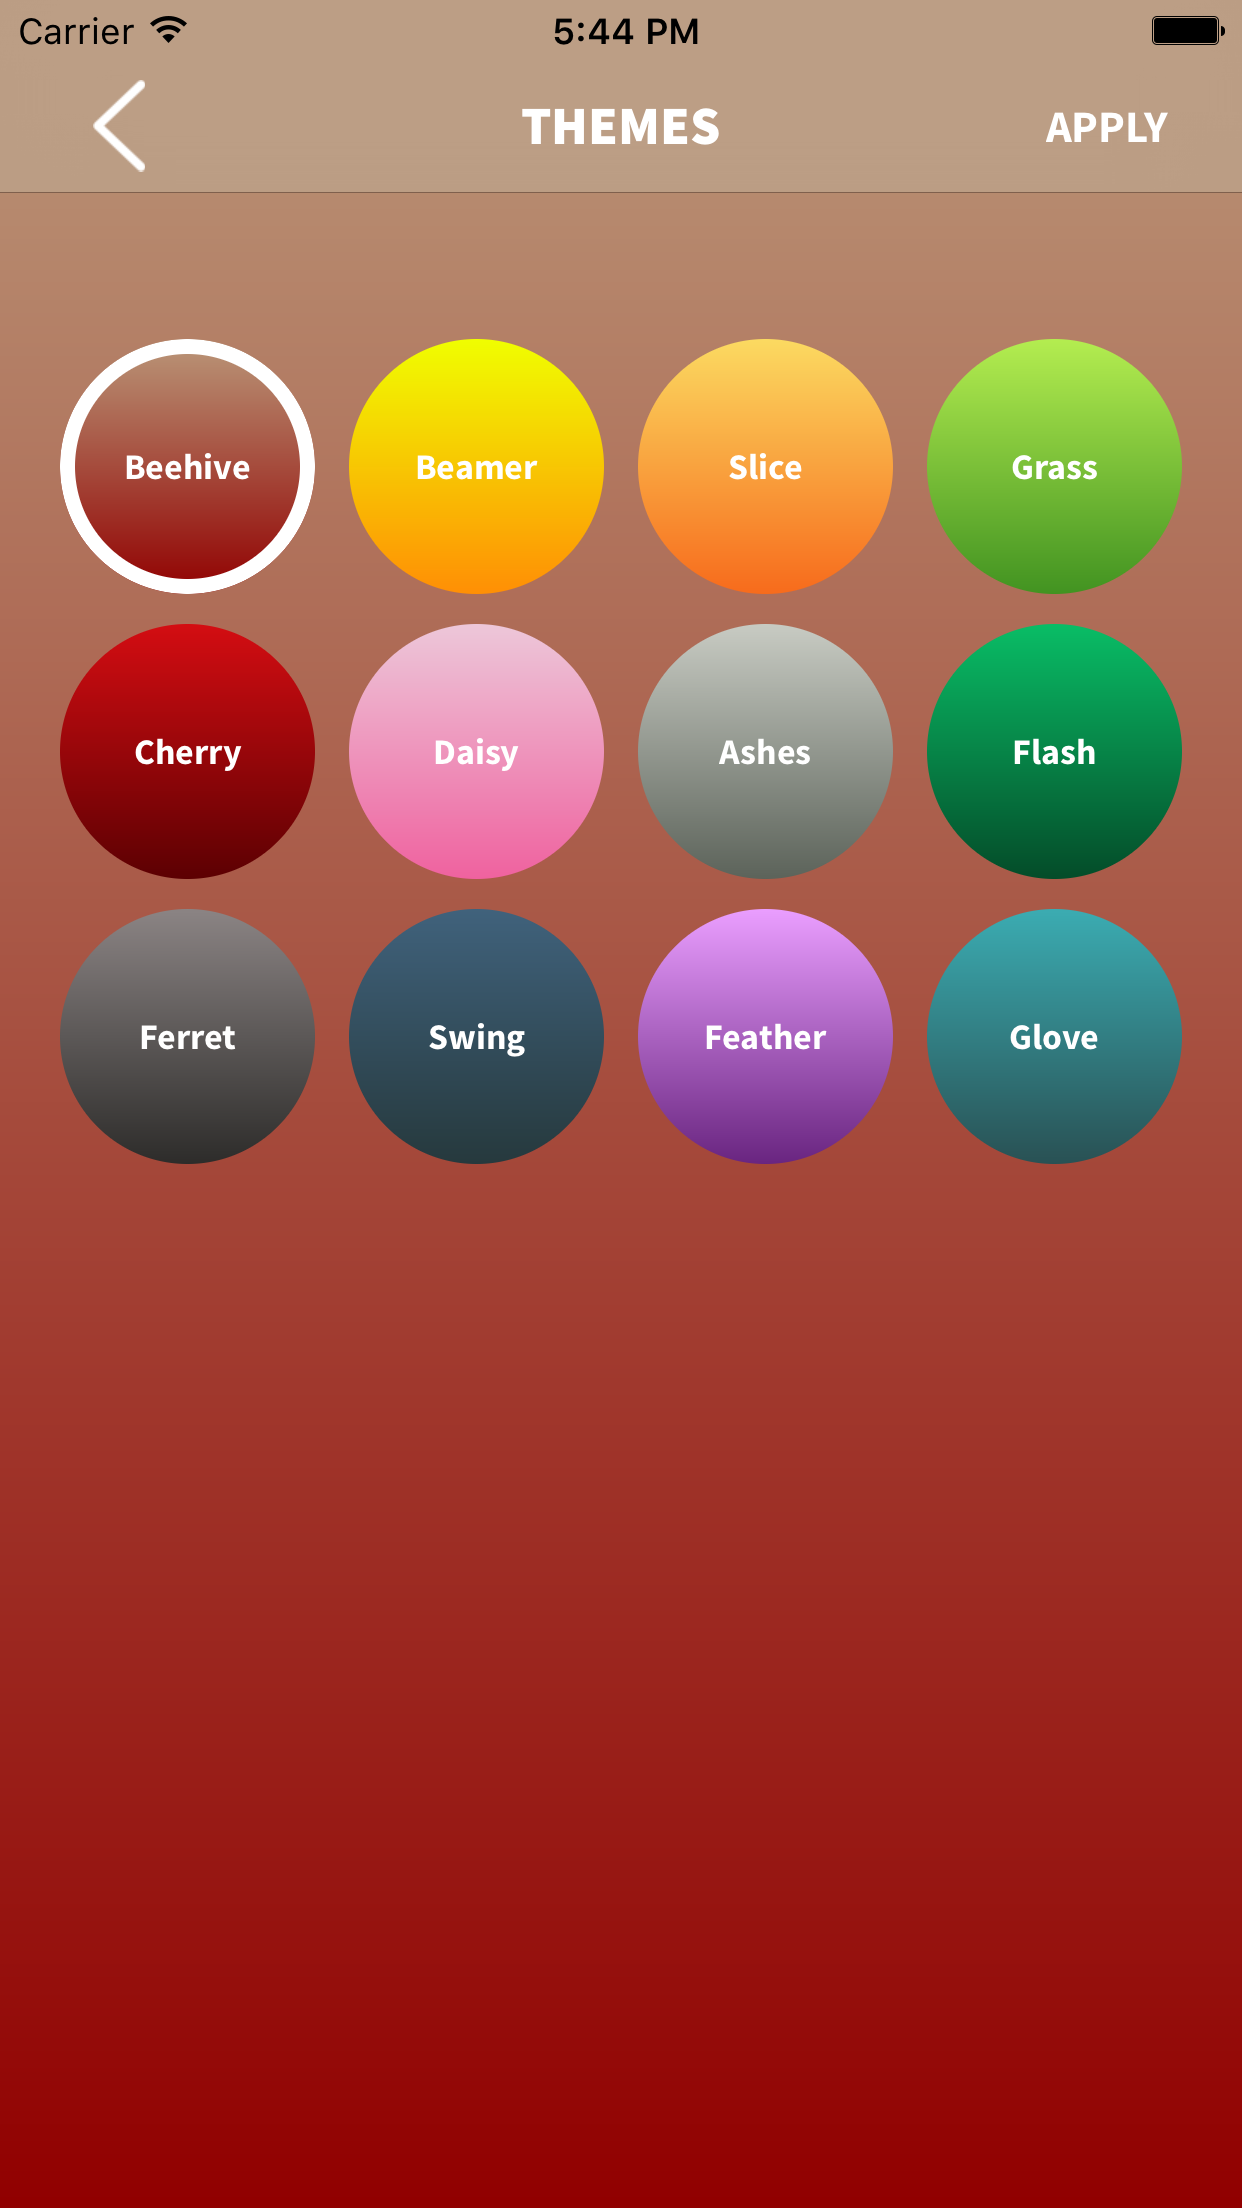 Carrier 5:44 PM
THEMES APPLY
Beehive Beamer Slice Grass
Cherry Daisy Ashes Flash
Ferret Swing Feather Glove